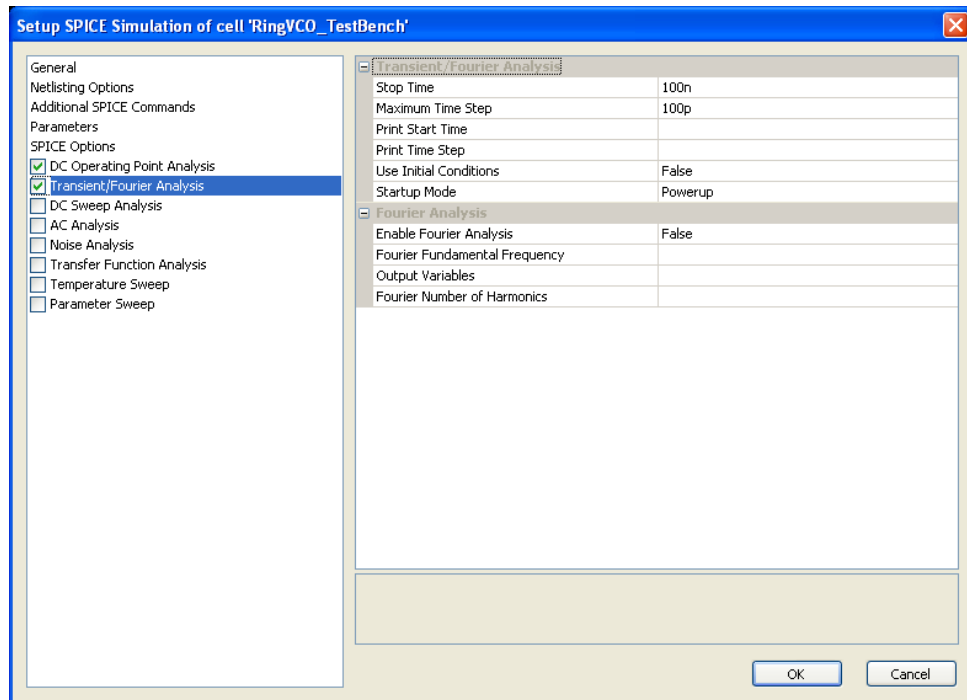 Setup SPICE Simulation of cell 'RingVCO_TestBench'
General
Netlisting Options
Additional SPICE Commands
Parameters
SPICE Options
DC Operating Point Analysis
Transient/Fourier Analysis
DC Sweep Analysis
AC Analysis
Noise Analysis
Transfer Function Analysis
Temperature Sweep
Parameter Sweep
Transient/Fourier Analysis
Stop Time 100n
Maximum Time Step 100p
Print Start Time
Print Time Step
Use Initial Conditions False
Startup Mode Powerup
Fourier Analysis
Enable Fourier Analysis False
Fourier Fundamental Frequency
Output Variables
Fourier Number of Harmonics
OK Cancel